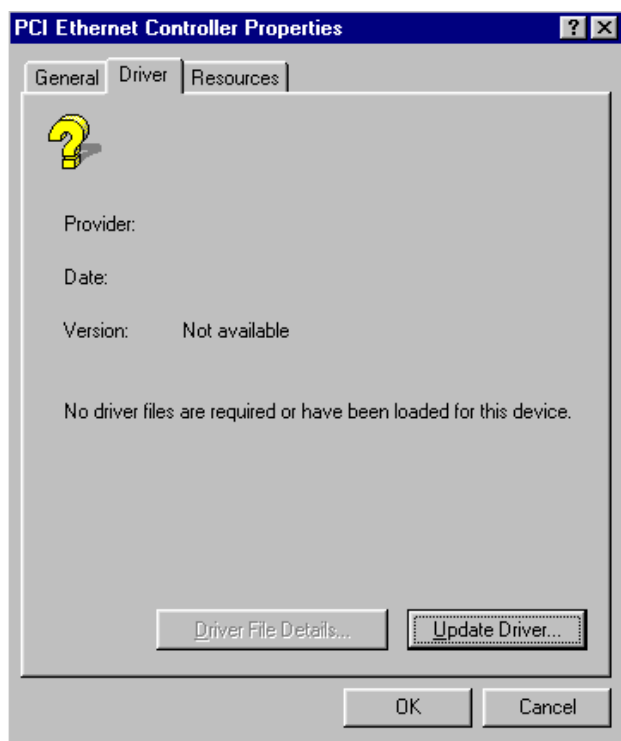 PCI Ethernet Controller Properties
General Driver Resources
Provider:
Date:
Version: Not available
No driver files are required or have been loaded for this device.
Driver File Details... Update Driver...
OK Cancel